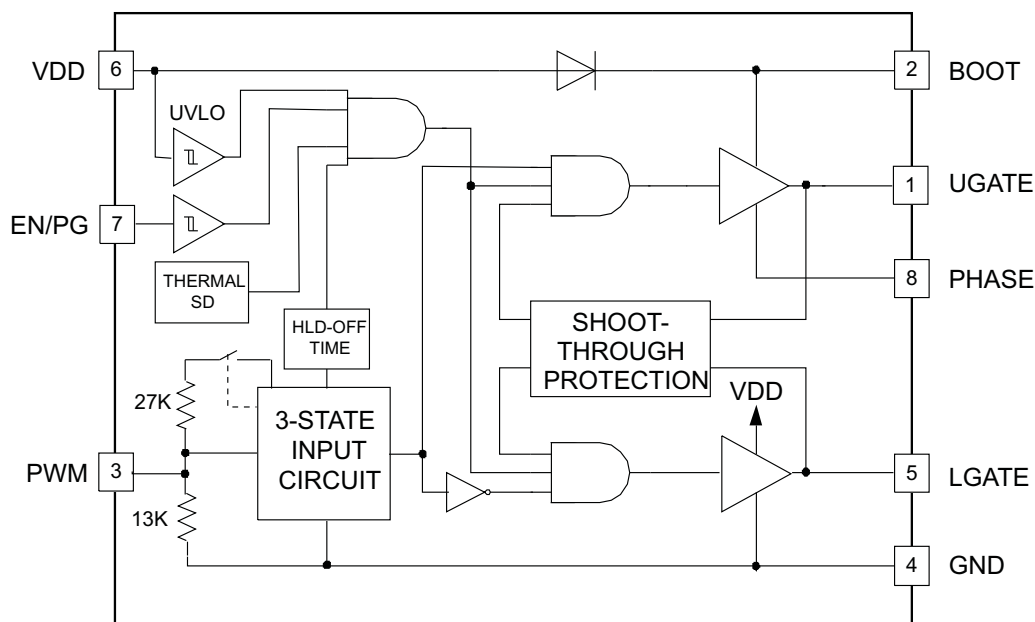 VDD
6
2
BOOT
UVLO
1
UGATE
EN/PG
7
THERMAL
SD
8
PHASE
HLD-OFF
TIME
SHOOT-
THROUGH
PROTECTION
27K
VDD
3-STATE
INPUT
CIRCUIT
PWM
3
5
LGATE
13K
4
GND